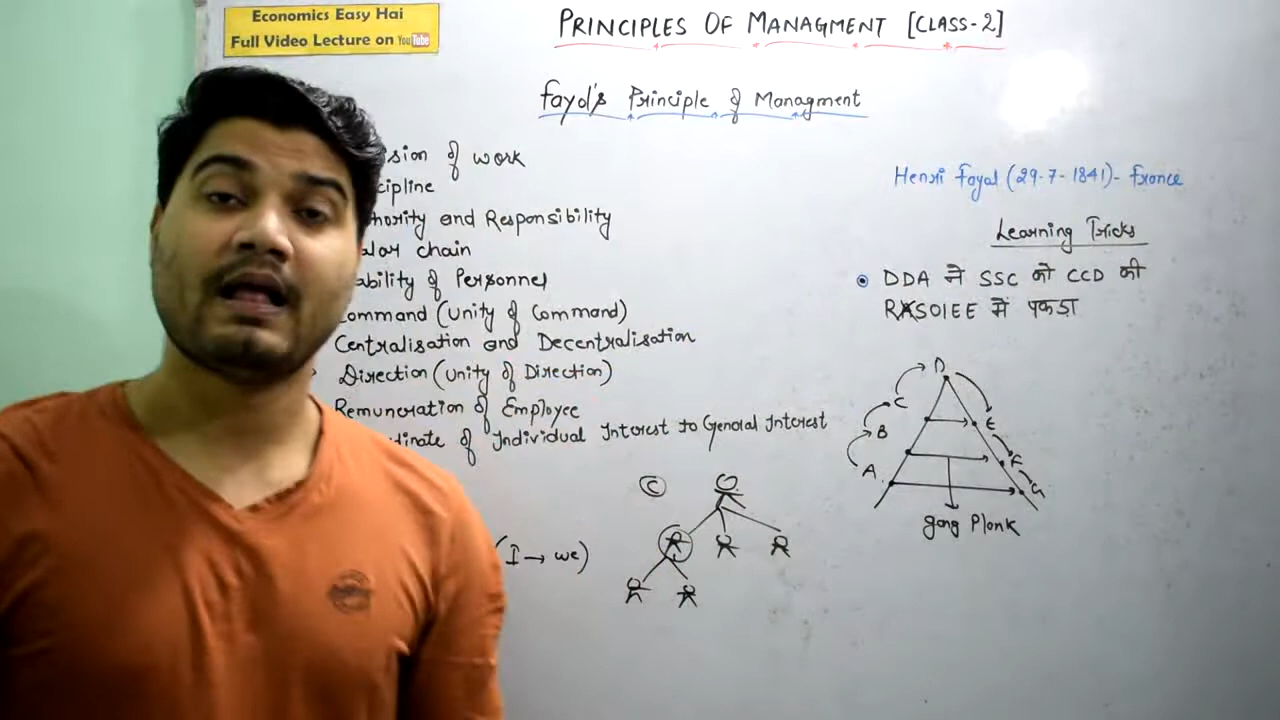 Economics Easy Hai
Full Video Lecture on YouTube
PRINCIPLES OF MANAGMENT [CLASS-2]
Fayol's Principle of Managment
ision of work
cipline
hority and Responsibility
alar chain
ability of Personnel
Command (Unity of Command)
Centralisation and Decentralisation
Direction (Unity of Direction)
Remuneration of Employee
dinate of Individual Interest to General Interest
(I → we)
C
Henri Fayol (29-7-1841)- France
Learning Tricks
DDA ने SSC को CCD की
RASOIEE में पकड़ा
D
C
E
B
F
A
G
gang Plank